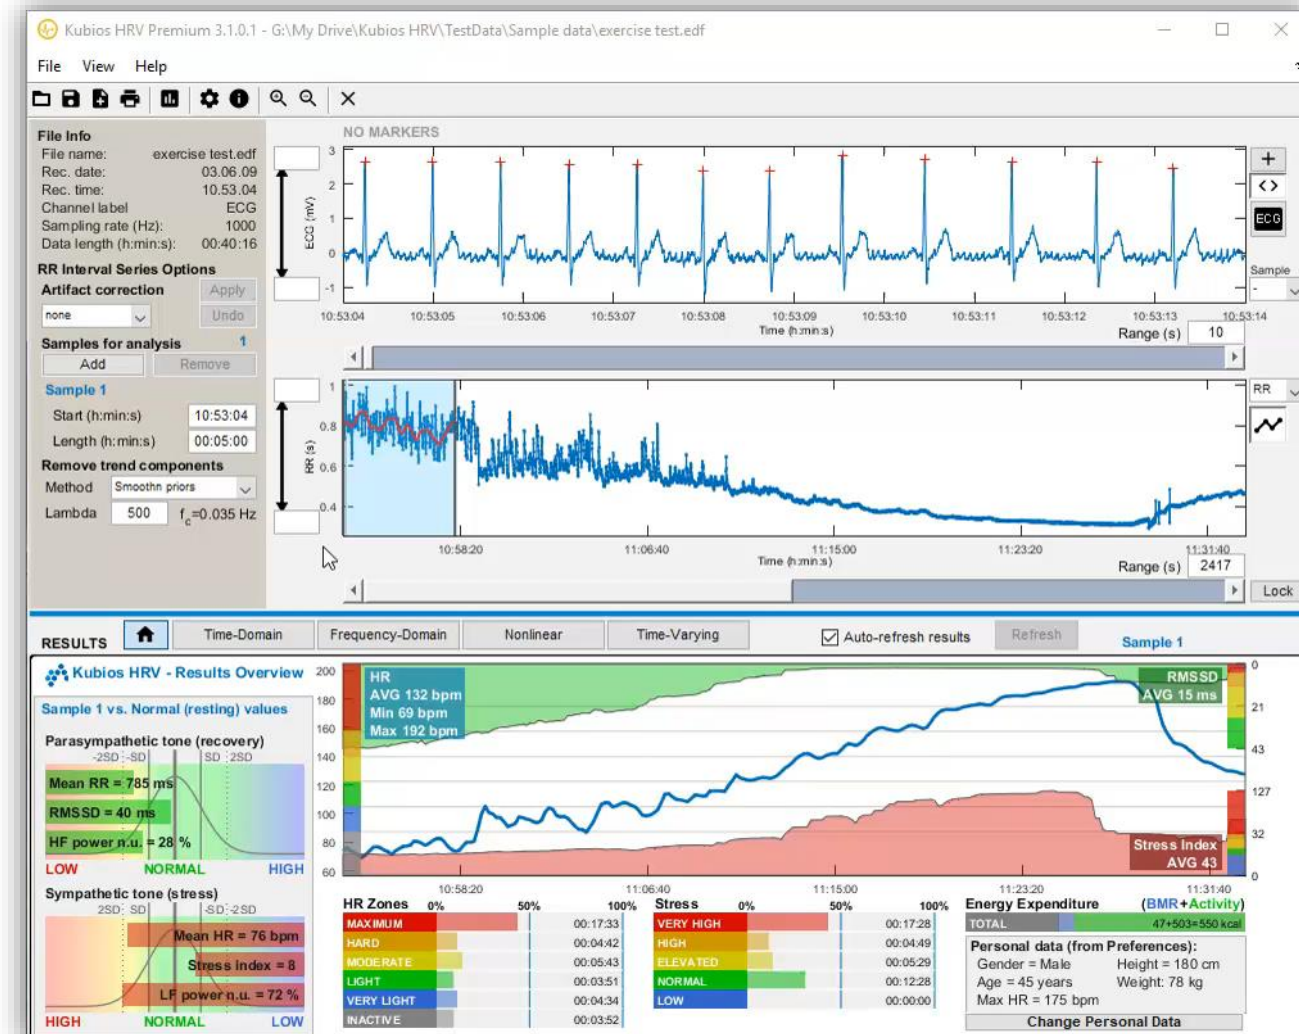 Kubios HRV Premium 3.1.0.1 - G:\My Drive\Kubios HRV\TestData\Sample data\exercise test.edf
File View Help
File Info
File name: exercise test.edf
Rec. date: 03.06.09
Rec. time: 10.53.04
Channel label ECG
Sampling rate (Hz): 1000
Data length (h:min:s): 00:40:16
RR Interval Series Options
Artifact correction Apply
none Undo
Samples for analysis 1
Add Remove
Sample 1
Start (h:min:s) 10:53:04
Length (h:min:s) 00:05:00
Remove trend components
Method Smoothn priors
Lambda 500 fc=0.035 Hz
NO MARKERS
3
2
1
0
-1
ECG (mV)
10:53:04 10:53:05 10:53:06 10:53:07 10:53:08 10:53:09 10:53:10 10:53:11 10:53:12 10:53:13 10:53:14
Time (h:min:s)
Range (s) 10
+
<>
ECG
Sample
-
1
0.8
0.6
0.4
RR (s)
10:58:20 11:06:40 11:15:00 11:23:20 11:31:40
Time (h:min:s)
Range (s) 2417
RR
Lock
RESULTS Time-Domain Frequency-Domain Nonlinear Time-Varying Auto-refresh results Refresh Sample 1
Kubios HRV - Results Overview
Sample 1 vs. Normal (resting) values
Parasympathetic tone (recovery)
-2SD -SD SD 2SD
Mean RR = 785 ms
RMSSD = 40 ms
HF power n.u. = 28 %
LOW NORMAL HIGH
Sympathetic tone (stress)
2SD SD -SD -2SD
Mean HR = 76 bpm
Stress index = 8
LF power n.u. = 72 %
HIGH NORMAL LOW
200
180
160
140
120
100
80
60
HR
AVG 132 bpm
Min 69 bpm
Max 192 bpm
RMSSD
AVG 15 ms
Stress Index
AVG 43
0
21
43
127
32
0
10:58:20 11:06:40 11:15:00 11:23:20 11:31:40
HR Zones 0% 50% 100%
MAXIMUM 00:17:33
HARD 00:04:42
MODERATE 00:05:43
LIGHT 00:03:51
VERY LIGHT 00:04:34
INACTIVE 00:03:52
Stress 0% 50% 100%
VERY HIGH 00:17:28
HIGH 00:04:49
ELEVATED 00:05:29
NORMAL 00:12:28
LOW 00:00:00
Energy Expenditure (BMR+Activity)
TOTAL 47+503=550 kcal
Personal data (from Preferences):
Gender = Male Height = 180 cm
Age = 45 years Weight: 78 kg
Max HR = 175 bpm
Change Personal Data